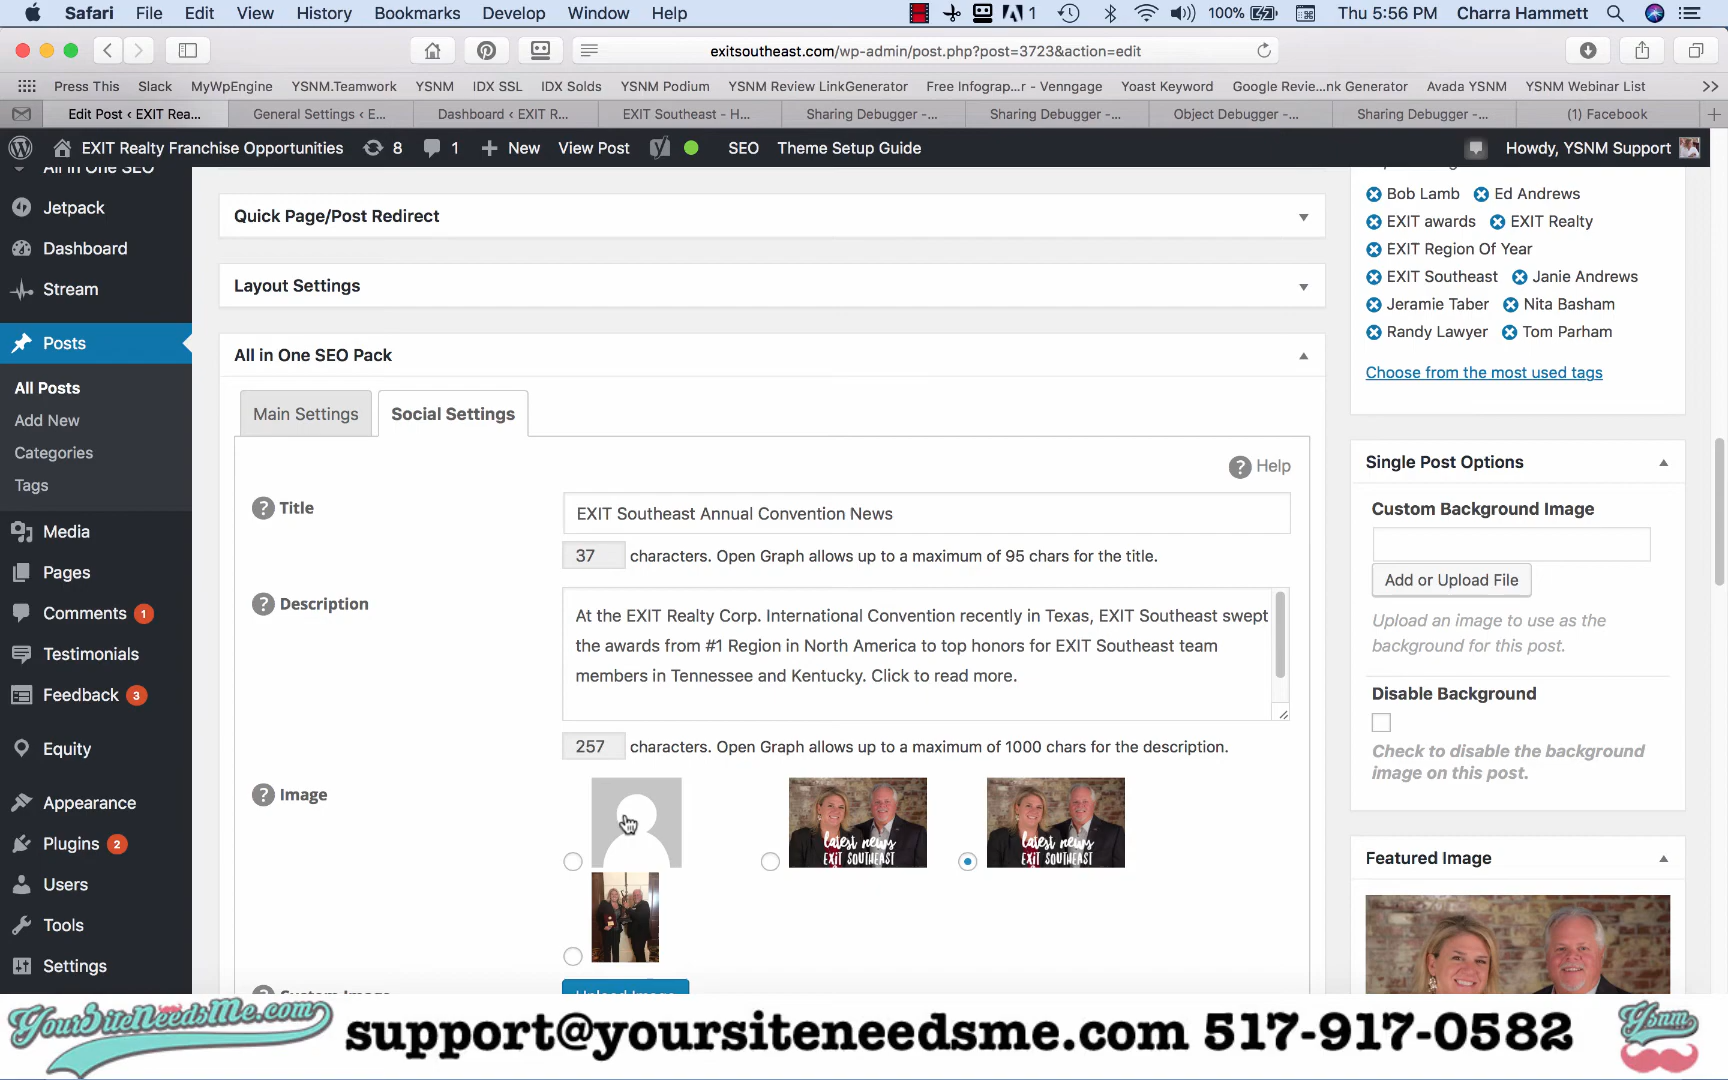 Safari File Edit View History Bookmarks Develop Window Help 1 100% Thu 5:56 PM Charra Hammett
exitsoutheast.com/wp-admin/post.php?post=3723&action=edit
Press This Slack MyWpEngine YSNM.Teamwork YSNM IDX SSL IDX Solds YSNM Podium YSNM Review LinkGenerator Free Infograp...r - Venngage Yoast Keyword Google Revie...nk Generator Avada YSNM YSNM Webinar List >>
Edit Post ‹ EXIT Rea... General Settings ‹ E... Dashboard ‹ EXIT R... EXIT Southeast - H... Sharing Debugger -... Sharing Debugger -... Object Debugger -... Sharing Debugger -... (1) Facebook
EXIT Realty Franchise Opportunities 8 1 New View Post SEO Theme Setup Guide Howdy, YSNM Support
All in One SEO
Jetpack
Dashboard
Stream
Posts
All Posts
Add New
Categories
Tags
Media
Pages
Comments 1
Testimonials
Feedback 3
Equity
Appearance
Plugins 2
Users
Tools
Settings
Quick Page/Post Redirect
Layout Settings
All in One SEO Pack
Main Settings Social Settings
? Help
? Title EXIT Southeast Annual Convention News
37 characters. Open Graph allows up to a maximum of 95 chars for the title.
? Description
At the EXIT Realty Corp. International Convention recently in Texas, EXIT Southeast swept
the awards from #1 Region in North America to top honors for EXIT Southeast team
members in Tennessee and Kentucky. Click to read more.
257 characters. Open Graph allows up to a maximum of 1000 chars for the description.
? Image
latest news
EXIT SOUTHEAST
latest news
EXIT SOUTHEAST
Custom Image Upload Image
Bob Lamb Ed Andrews
EXIT awards EXIT Realty
EXIT Region Of Year
EXIT Southeast Janie Andrews
Jeramie Taber Nita Basham
Randy Lawyer Tom Parham
Choose from the most used tags
Single Post Options
Custom Background Image
Add or Upload File
Upload an image to use as the
background for this post.
Disable Background
Check to disable the background
image on this post.
Featured Image
YourSiteNeedsMe.com support@yoursiteneedsme.com 517-917-0582 Ysnm